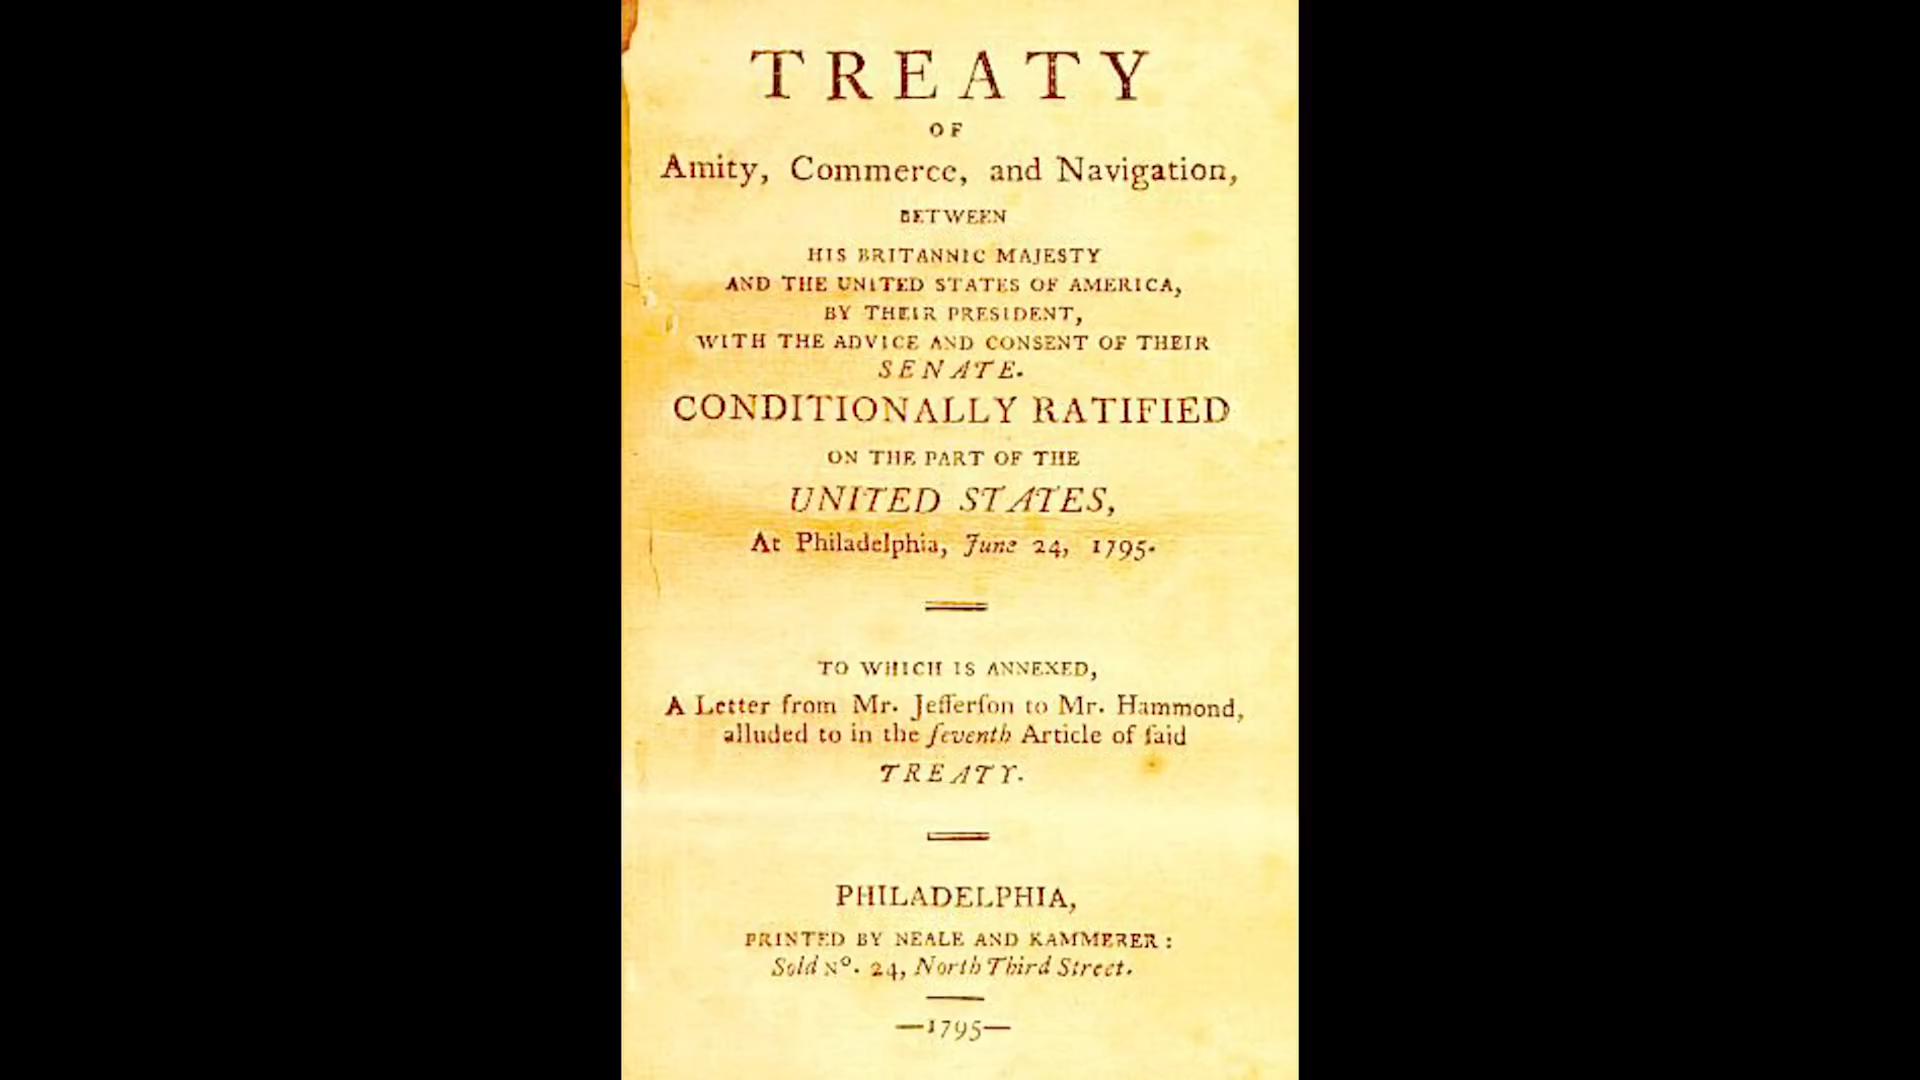 TREATY
OF
Amity, Commerce, and Navigation,
BETWEEN
HIS BRITANNIC MAJESTY
AND THE UNITED STATES OF AMERICA,
BY THEIR PRESIDENT,
WITH THE ADVICE AND CONSENT OF THEIR
SENATE.
CONDITIONALLY RATIFIED
ON THE PART OF THE
UNITED STATES,
At Philadelphia, June 24, 1795.
TO WHICH IS ANNEXED,
A Letter from Mr. Jefferſon to Mr. Hammond,
alluded to in the ſeventh Article of ſaid
TREATY.
PHILADELPHIA,
PRINTED BY NEALE AND KAMMERER:
Sold No. 24, North Third Street.
—1795—